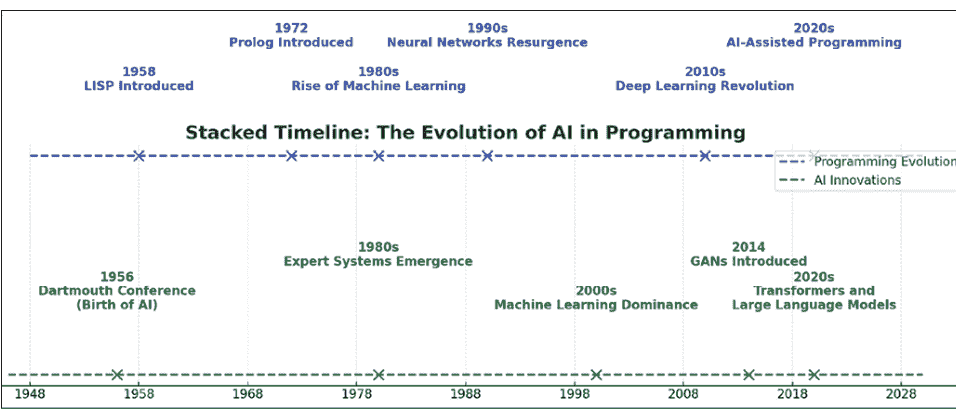 1972
Prolog Introduced
1990s
Neural Networks Resurgence
2020s
AI-Assisted Programming
1958
LISP Introduced
1980s
Rise of Machine Learning
2010s
Deep Learning Revolution
Stacked Timeline: The Evolution of AI in Programming
Programming Evolution
AI Innovations
1980s
Expert Systems Emergence
2014
GANs Introduced
1956
Dartmouth Conference
(Birth of AI)
2000s
Machine Learning Dominance
2020s
Transformers and
Large Language Models
1948 1958 1968 1978 1988 1998 2008 2018 2028